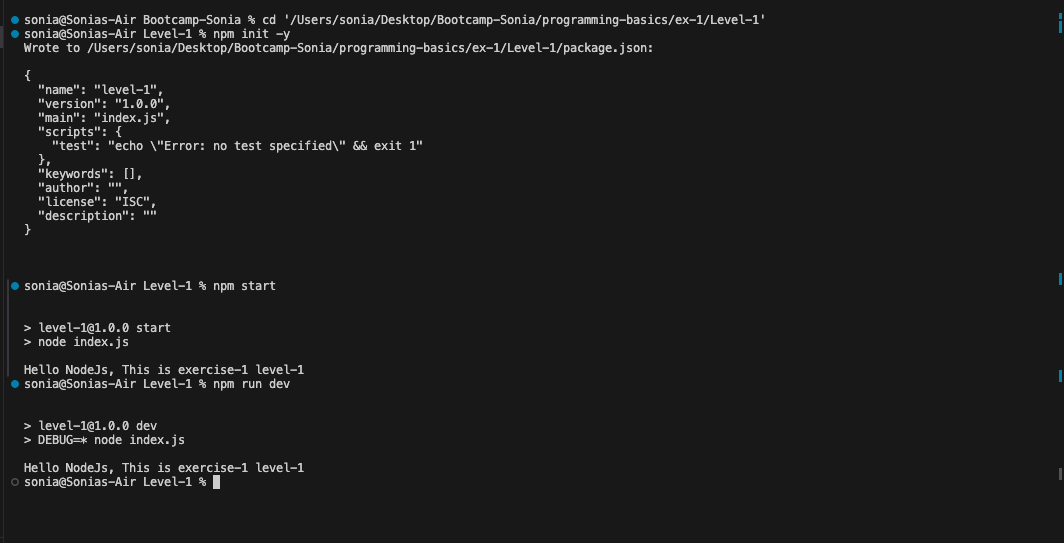 sonia@Sonias-Air Bootcamp-Sonia % cd '/Users/sonia/Desktop/Bootcamp-Sonia/programming-basics/ex-1/Level-1'
sonia@Sonias-Air Level-1 % npm init -y
Wrote to /Users/sonia/Desktop/Bootcamp-Sonia/programming-basics/ex-1/Level-1/package.json:

{
  "name": "level-1",
  "version": "1.0.0",
  "main": "index.js",
  "scripts": {
    "test": "echo \"Error: no test specified\" && exit 1"
  },
  "keywords": [],
  "author": "",
  "license": "ISC",
  "description": ""
}

sonia@Sonias-Air Level-1 % npm start

> level-1@1.0.0 start
> node index.js

Hello NodeJs, This is exercise-1 level-1
sonia@Sonias-Air Level-1 % npm run dev

> level-1@1.0.0 dev
> DEBUG=* node index.js

Hello NodeJs, This is exercise-1 level-1
sonia@Sonias-Air Level-1 %